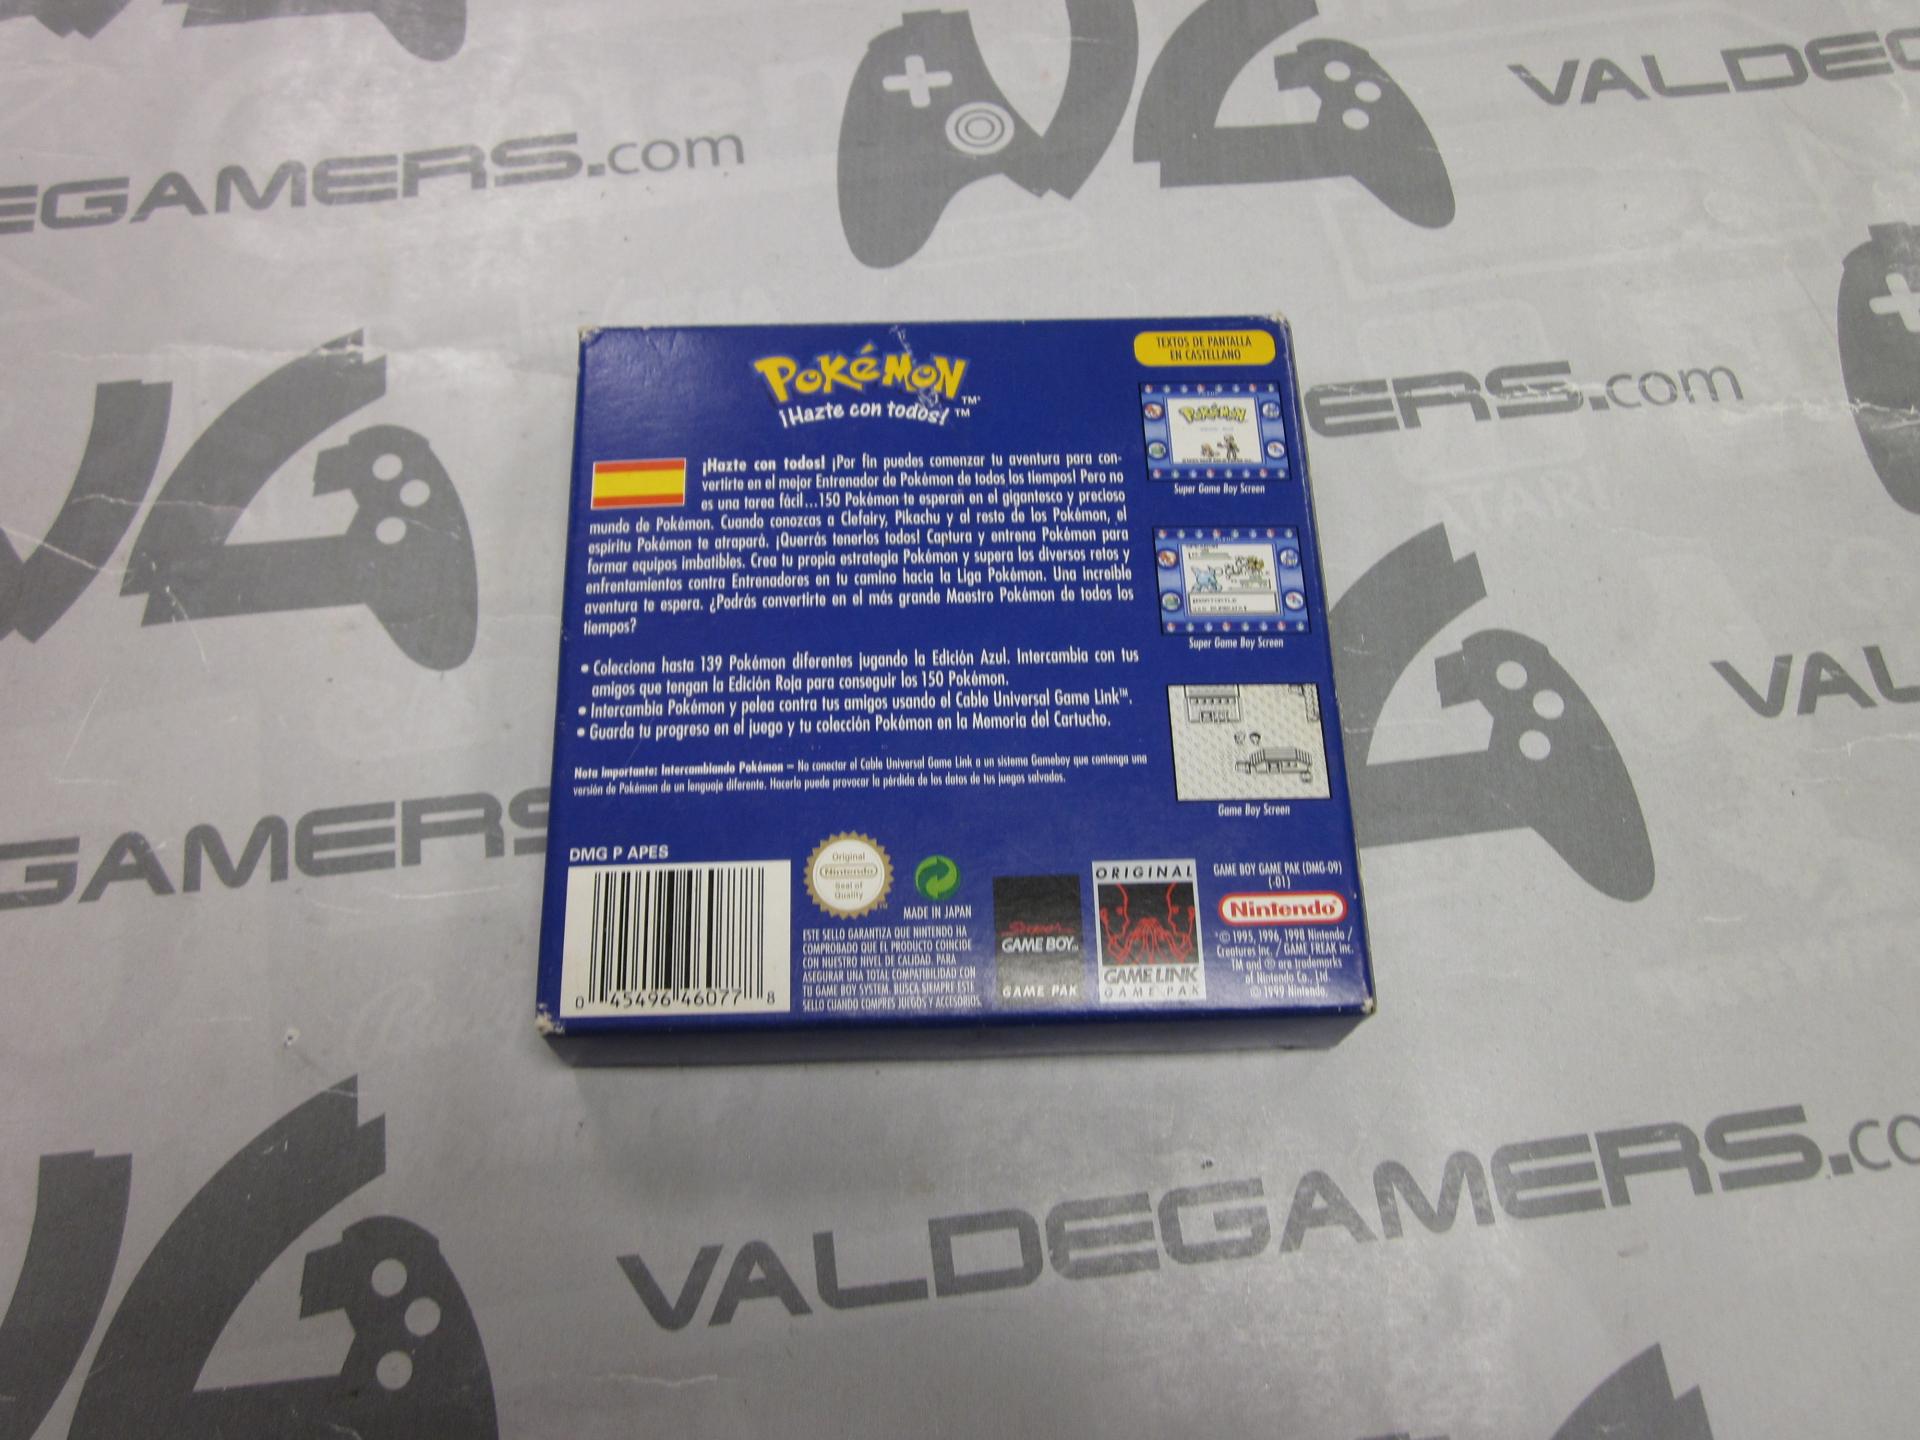 VALDEG
EGAMERS.com
POKéMON™
¡Hazte con todos!™
TEXTOS DE PANTALLA
EN CASTELLANO
ERS.com
POKéMON
Super Game Boy Screen
¡Hazte con todos! ¡Por fin puedes comenzar tu aventura para con-
vertirte en el mejor Entrenador de Pokémon de todos los tiempos! Pero no
es una tarea fácil...150 Pokémon te esperan en el gigantesco y precioso
mundo de Pokémon. Cuando conozcas a Clefairy, Pikachu y al resto de los Pokémon, el
espíritu Pokémon te atrapará. ¡Querrás tenerlos todos! Captura y entrena Pokémon para
formar equipos imbatibles. Crea tu propia estrategia Pokémon y supera los diversos retos y
enfrentamientos contra Entrenadores en tu camino hacia la Liga Pokémon. Una increíble
aventura te espera. ¿Podrás convertirte en el más grande Maestro Pokémon de todos los
tiempos?
Super Game Boy Screen
• Colecciona hasta 139 Pokémon diferentes jugando la Edición Azul. Intercambia con tus
amigos que tengan la Edición Roja para conseguir los 150 Pokémon.
• Intercambia Pokémon y pelea contra tus amigos usando el Cable Universal Game Link™.
• Guarda tu progreso en el juego y tu colección Pokémon en la Memoria del Cartucho.
Nota Importante: Intercambiando Pokémon – No conectar el Cable Universal Game Link a un sistema Gameboy que contenga una
versión de Pokémon de un lenguaje diferente. Hacerlo puede provocar la pérdida de los datos de tus juegos salvados.
Game Boy Screen
VAL
GAMERS
DMG P APES
0 45496 46077 8
Original
Nintendo
Seal of
Quality
MADE IN JAPAN
ESTE SELLO GARANTIZA QUE NINTENDO HA
COMPROBADO QUE EL PRODUCTO COINCIDE
CON NUESTRO NIVEL DE CALIDAD. PARA
ASEGURAR UNA TOTAL COMPATIBILIDAD CON
TU GAME BOY SYSTEM, BUSCA SIEMPRE ESTE
SELLO CUANDO COMPRES JUEGOS Y ACCESORIOS.
Super
GAME BOY
GAME PAK
ORIGINAL
GAME LINK
GAME PAK
GAME BOY GAME PAK (DMG-09)
(-01)
Nintendo®
© 1995, 1996, 1998 Nintendo /
Creatures inc. / GAME FREAK inc.
TM and ® are trademarks
of Nintendo Co., Ltd.
© 1999 Nintendo.
VALDEGAMERS.co